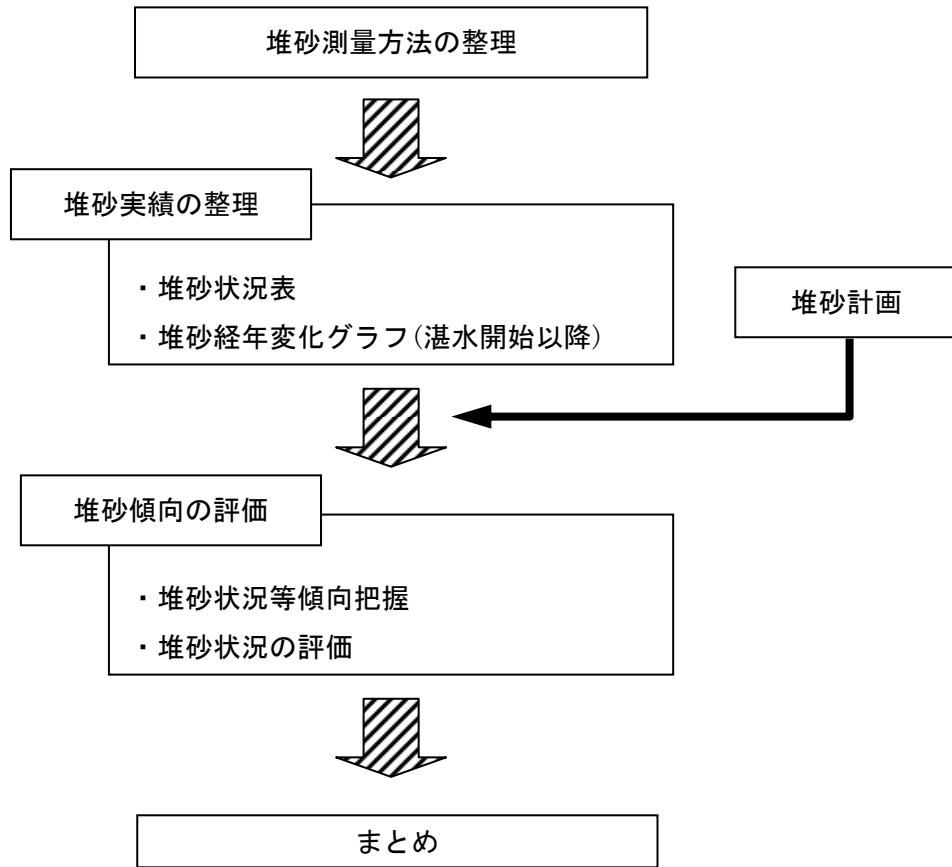 堆砂測量方法の整理
堆砂実績の整理
・堆砂状況表
・堆砂経年変化グラフ(湛水開始以降)
堆砂計画
堆砂傾向の評価
・堆砂状況等傾向把握
・堆砂状況の評価
まとめ